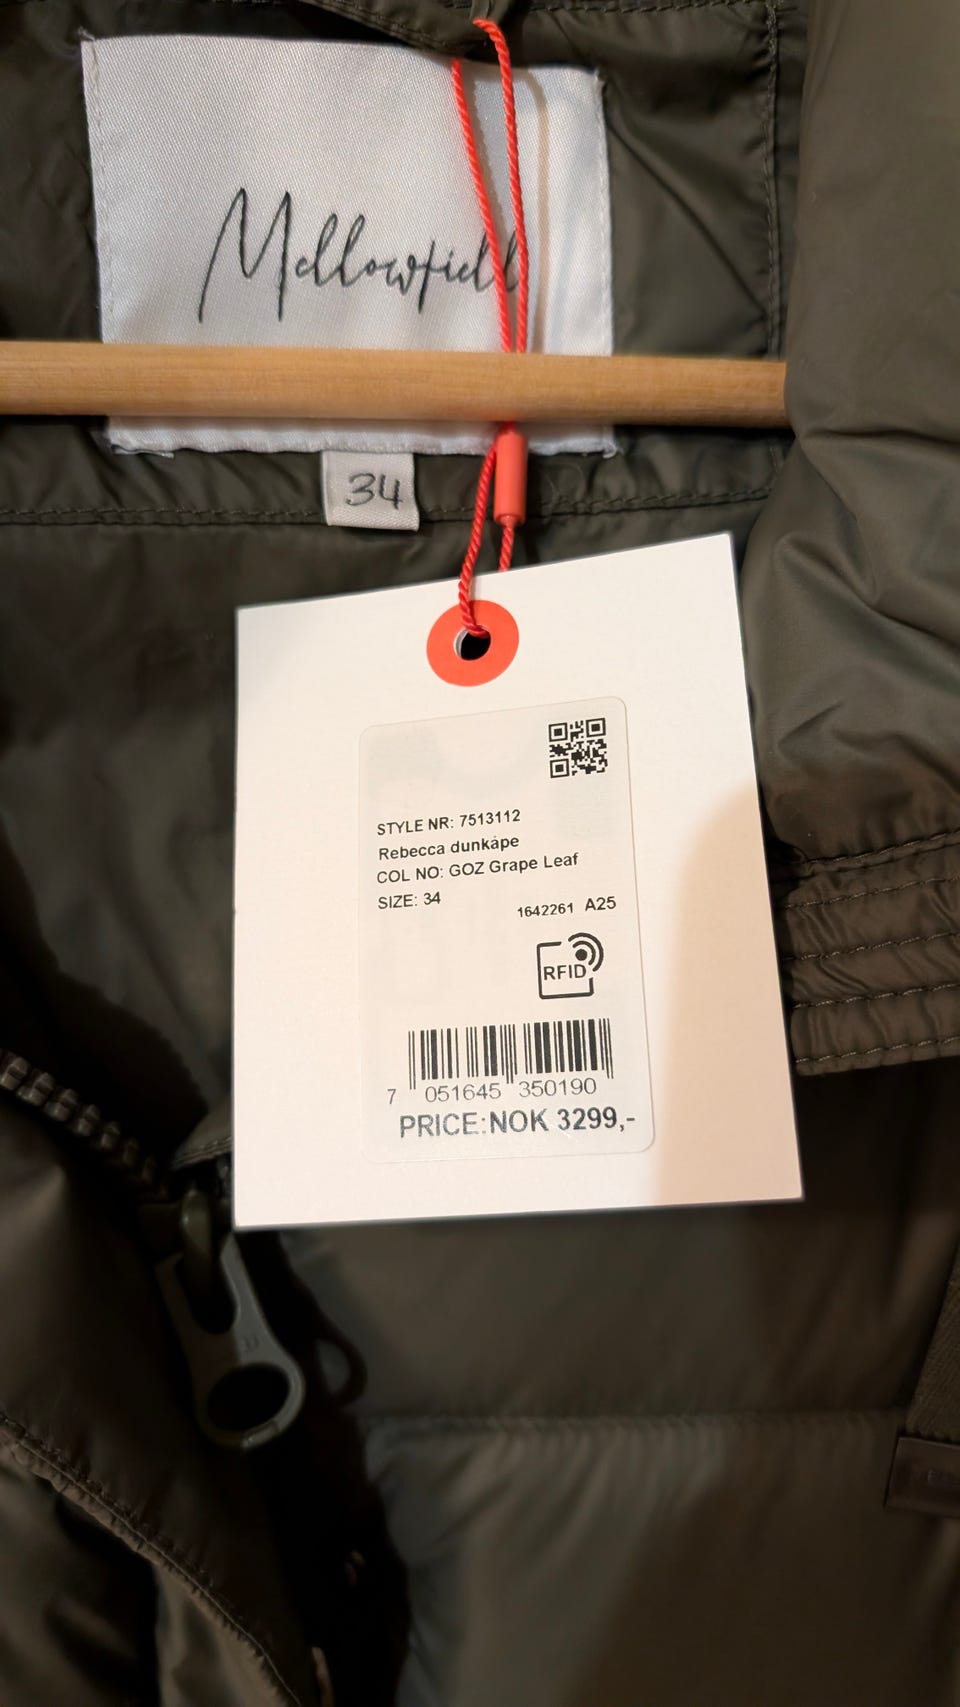 Mellowfield
34
STYLE NR: 7513112
Rebecca dunkåpe
COL NO: GOZ Grape Leaf
SIZE: 34
1642261 A25
RFID
7 051645 350190
PRICE:NOK 3299,-